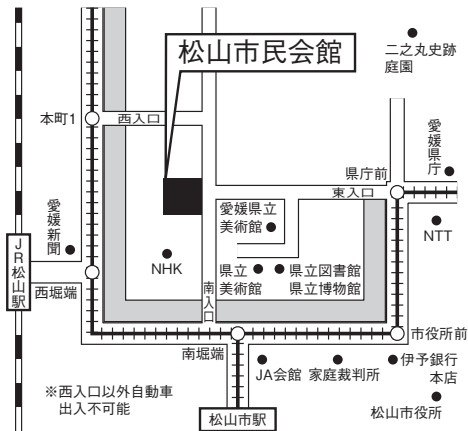 松山市民会館
二之丸史跡
庭園
本町1
西入口
愛媛県庁
県庁前
東入口
愛媛新聞
愛媛県立
美術館
NTT
JR松山駅
NHK
県立
美術館
県立図書館
県立博物館
西堀端
南入口
市役所前
南堀端
JA会館
家庭裁判所
伊予銀行
本店
※西入口以外自動車
出入不可能
松山市駅
松山市役所